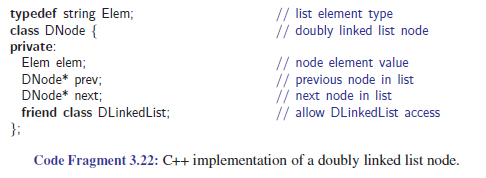 typedef string Elem; // list element type
class DNode { // doubly linked list node
private:
Elem elem; // node element value
DNode* prev; // previous node in list
DNode* next; // next node in list
friend class DLinkedList; // allow DLinkedList access
};
Code Fragment 3.22: C++ implementation of a doubly linked list node.